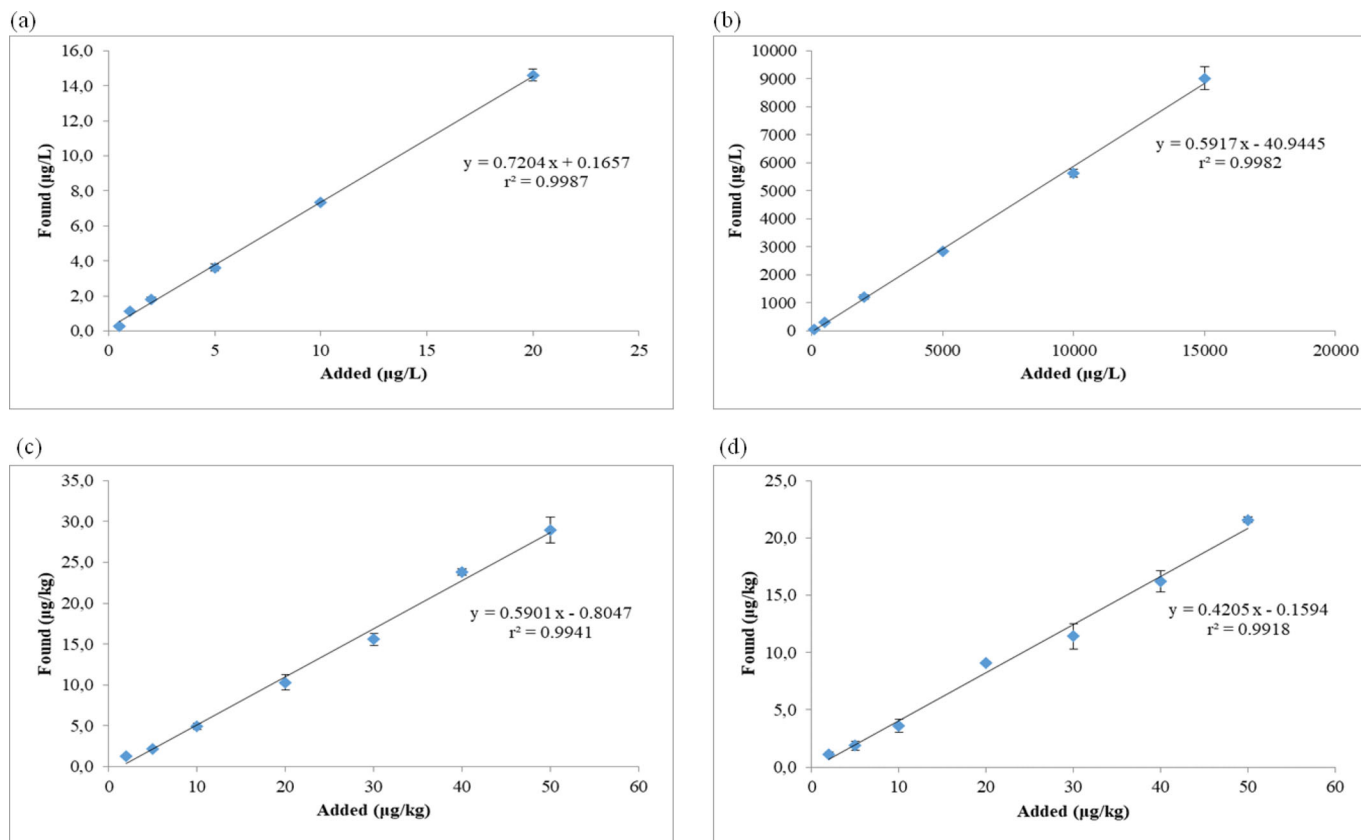 (a)
16,0
14,0
12,0
10,0
8,0
6,0
4,0
2,0
0,0
Found (µg/L)
y = 0.7204 x + 0.1657
r² = 0.9987
0 5 10 15 20 25
Added (µg/L)
(b)
10000
9000
8000
7000
6000
5000
4000
3000
2000
1000
0
Found (µg/L)
y = 0.5917 x - 40.9445
r² = 0.9982
0 5000 10000 15000 20000
Added (µg/L)
(c)
35,0
30,0
25,0
20,0
15,0
10,0
5,0
0,0
Found (µg/kg)
y = 0.5901 x - 0.8047
r² = 0.9941
0 10 20 30 40 50 60
Added (µg/kg)
(d)
25,0
20,0
15,0
10,0
5,0
0,0
Found (µg/kg)
y = 0.4205 x - 0.1594
r² = 0.9918
0 10 20 30 40 50 60
Added (µg/kg)